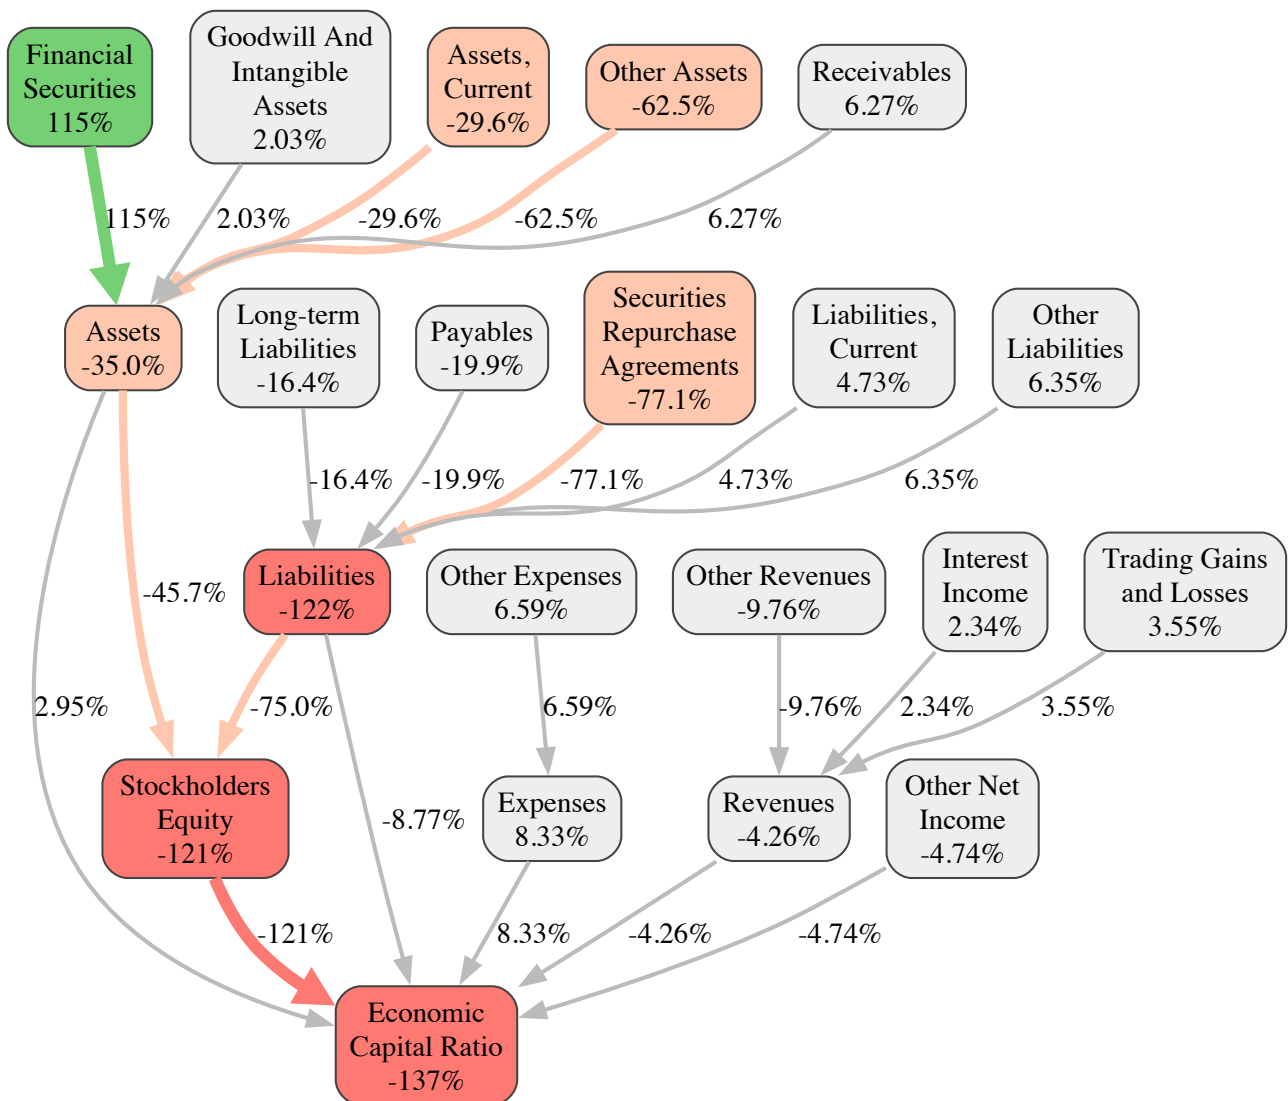 Financial
Securities
115%
Goodwill And
Intangible
Assets
2.03%
Assets,
Current
-29.6%
Other Assets
-62.5%
Receivables
6.27%
115%
2.03%
-29.6%
-62.5%
6.27%
Assets
-35.0%
Long-term
Liabilities
-16.4%
Payables
-19.9%
Securities
Repurchase
Agreements
-77.1%
Liabilities,
Current
4.73%
Other
Liabilities
6.35%
-16.4%
-19.9%
-77.1%
4.73%
6.35%
Liabilities
-122%
Other Expenses
6.59%
Other Revenues
-9.76%
Interest
Income
2.34%
Trading Gains
and Losses
3.55%
-45.7%
2.95%
-75.0%
6.59%
-9.76%
2.34%
3.55%
Stockholders
Equity
-121%
-8.77%
Expenses
8.33%
Revenues
-4.26%
Other Net
Income
-4.74%
-121%
8.33%
-4.26%
-4.74%
Economic
Capital Ratio
-137%